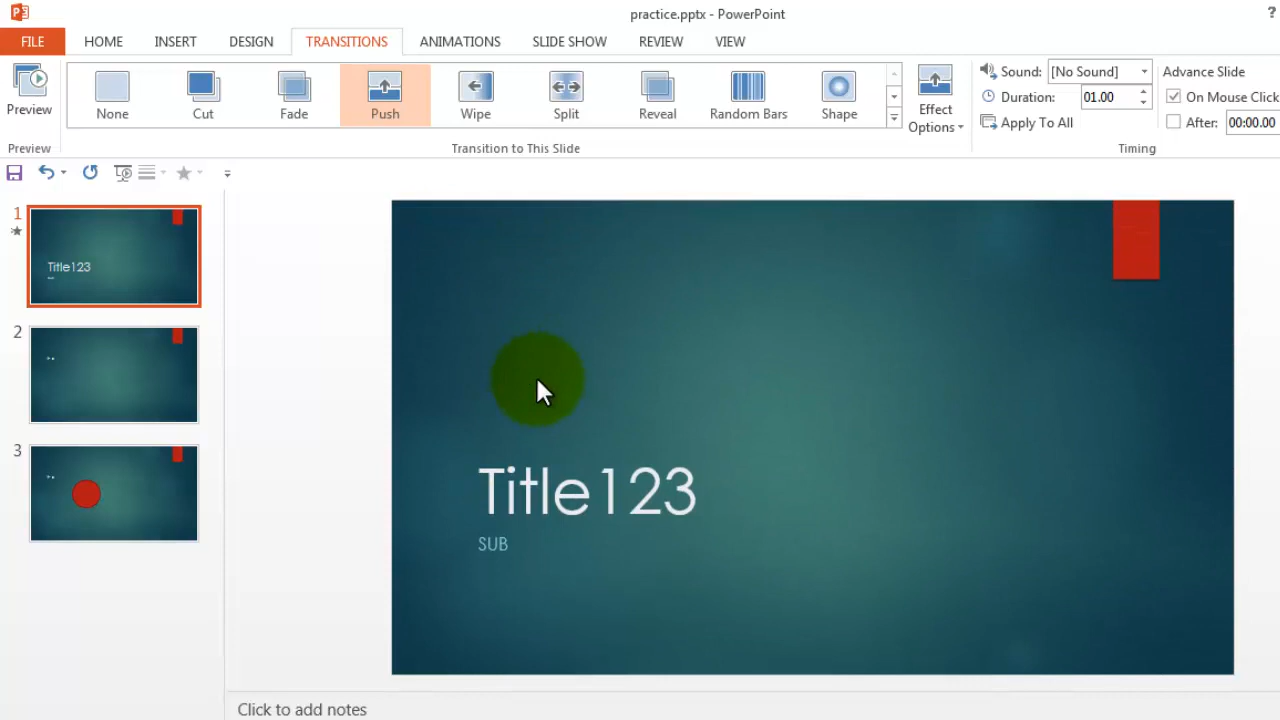 practice.pptx - PowerPoint
?
FILE HOME INSERT DESIGN TRANSITIONS ANIMATIONS SLIDE SHOW REVIEW VIEW
Preview
None Cut Fade Push Wipe Split Reveal Random Bars Shape
Effect
Options
Sound: [No Sound]
Duration: 01.00
Apply To All
Advance Slide
On Mouse Click
After: 00:00.00
Preview Transition to This Slide Timing
1
Title123
2
3
Title123
SUB
Click to add notes